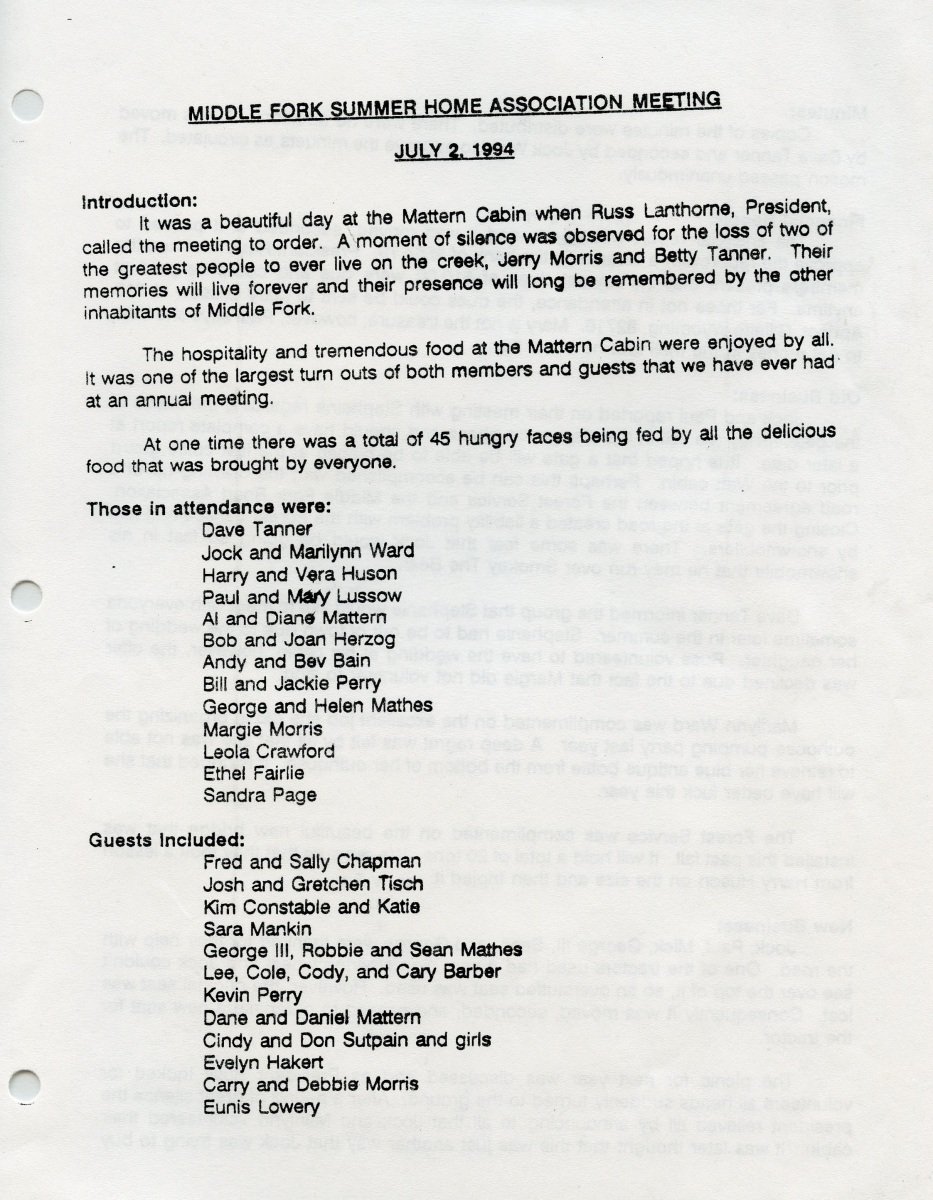 MIDDLE FORK SUMMER HOME ASSOCIATION MEETING
JULY 2, 1994
Introduction:
It was a beautiful day at the Mattern Cabin when Russ Lanthorne, President,
called the meeting to order. A moment of silence was observed for the loss of two of
the greatest people to ever live on the creek, Jerry Morris and Betty Tanner. Their
memories will live forever and their presence will long be remembered by the other
inhabitants of Middle Fork.
The hospitality and tremendous food at the Mattern Cabin were enjoyed by all.
It was one of the largest turn outs of both members and guests that we have ever had
at an annual meeting.
At one time there was a total of 45 hungry faces being fed by all the delicious
food that was brought by everyone.
Those in attendance were:
Dave Tanner
Jock and Marilynn Ward
Harry and Vera Huson
Paul and Mary Lussow
Al and Diane Mattern
Bob and Joan Herzog
Andy and Bev Bain
Bill and Jackie Perry
George and Helen Mathes
Margie Morris
Leola Crawford
Ethel Fairlie
Sandra Page
Guests Included:
Fred and Sally Chapman
Josh and Gretchen Tisch
Kim Constable and Katie
Sara Mankin
George III, Robbie and Sean Mathes
Lee, Cole, Cody, and Cary Barber
Kevin Perry
Dane and Daniel Mattern
Cindy and Don Sutpain and girls
Evelyn Hakert
Carry and Debbie Morris
Eunis Lowery